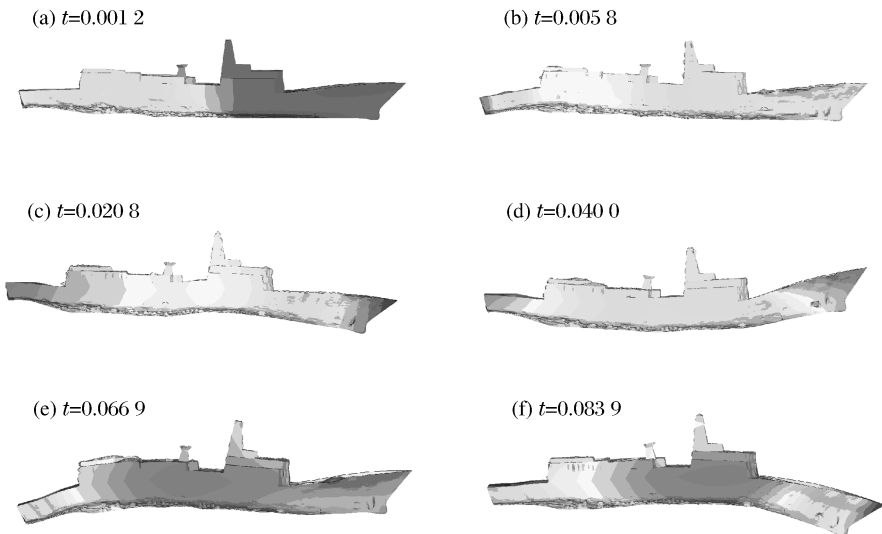 (a) t=0.001 2
(b) t=0.005 8
(c) t=0.020 8
(d) t=0.040 0
(e) t=0.066 9
(f) t=0.083 9